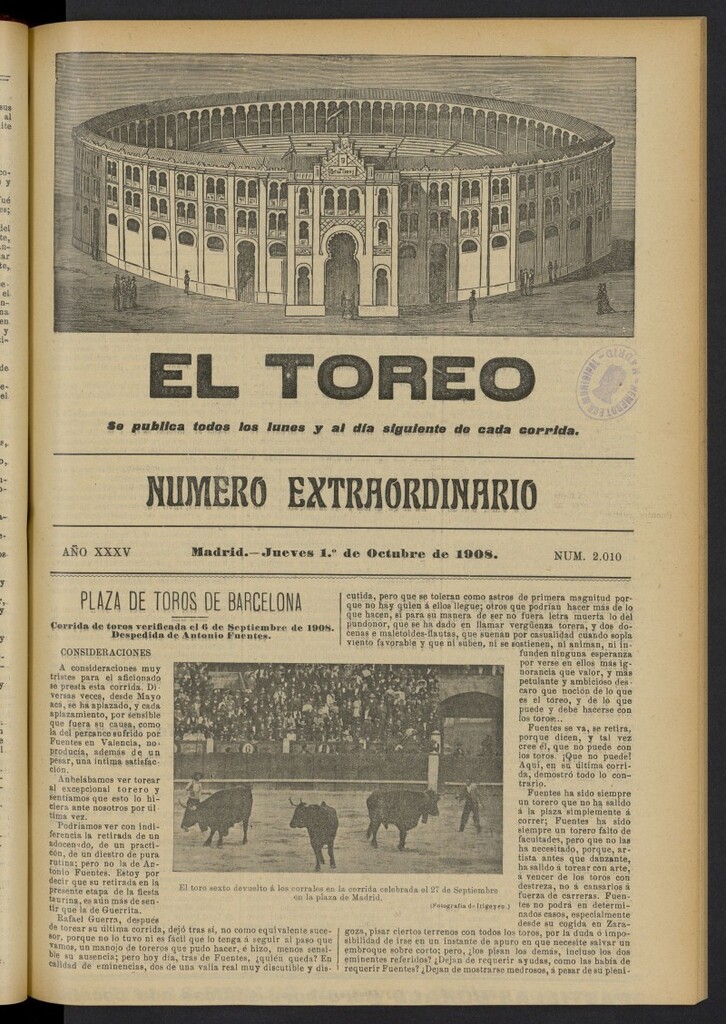 EL TOREO
Se publica todos los lunes y al día siguiente de cada corrida.
HEMEROTECA MUNICIPAL - MADRID
NUMERO EXTRAORDINARIO
AÑO XXXV Madrid.—Jueves 1.º de Octubre de 1908. NUM. 2.010
PLAZA DE TOROS DE BARCELONA
Corrida de toros verificada el 6 de Septiembre de 1908.
Despedida de Antonio Fuentes.
CONSIDERACIONES
A consideraciones muy
tristes para el aficionado
se presta esta corrida. Di-
versas veces, desde Mayo
acá, se ha aplazado, y cada
aplazamiento, por sensible
que fuera la causa, como
la del percance sufrido por
Fuentes en Valencia, no
producía, además de un
pesar, una íntima satisfac-
ción.
Anhelábamos ver torear
al excepcional torero y
sentíamos que esto lo hi-
ciera ante nosotros por úl-
tima vez.
Podríamos ver con indi-
ferencia la retirada de un
adocenado, de un practi-
cón, de un diestro de pura
rutina; pero no la de An-
tonio Fuentes. Estoy por
decir que su retirada en la
presente etapa de la fiesta
taurina, es aún más de sen-
tir que la de Guerrita.
Rafael Guerra, después
de torear su última corrida, dejó tras sí, no como equivalente suce-
sor, porque no lo tuvo ni es fácil que lo tenga á seguir al paso que
vamos, un manojo de toreros que pudo hacer, é hizo, menos sensi-
ble su ausencia; pero hoy día, tras de Fuentes, ¿quién queda? En
calidad de eminencias, dos de una valía real muy discutible y dis-
cutida, pero que se toleran como astros de primera magnitud por-
que no hay quien á ellos llegue; otros que podrían hacer más de lo
que hacen, si para su manera de ser no fuera letra muerta lo del
pundonor, que se ha dado en llamar vergüenza torera, y dos do-
cenas e maletoides-flautas, que suenan por casualidad cuando sopla
viento favorable y que ni suben, ni se sostienen, ni animan, ni in-
funden ninguna esperanza
por verse en ellos más ig-
norancia que valor, y más
petulante y ambicioso des-
caro que noción de lo que
es el toreo, y de lo que
puede y debe hacerse con
los toros...
Fuentes se va, se retira,
porque dicen, y tal vez
cree él, que no puede con
los toros. ¡Que no puede!
Aquí, en su última corri-
da, demostró todo lo con-
trario.
Fuentes ha sido siempre
un torero que no ha salido
á la plaza simplemente á
correr; Fuentes ha sido
siempre un torero falto de
facultades, pero que no las
ha necesitado, porque, ar-
tista antes que danzante,
ha salido á torear con arte,
á vencer de los toros con
destreza, no á cansarlos á
fuerza de carreras. Fuen-
tes no podrá en determi-
nados casos, especialmente
desde su cogida en Zara-
goza, pisar ciertos terrenos con todos los toros, por la duda ó impo-
sibilidad de irse en un instante de apuro en que necesite salvar un
embroque sobre corto; pero, ¿los pisan los demás, incluso los dos
eminentes referidos? ¿Dejan de requerir ayudas, como las había de
requerir Fuentes? ¿Dejan de mostrarse medrosos, á pesar de su pleni-
El toro sexto devuelto á los corrales en la corrida celebrada el 27 de Septiembre
en la plaza de Madrid.
(Fotografía de Irigoyen.)